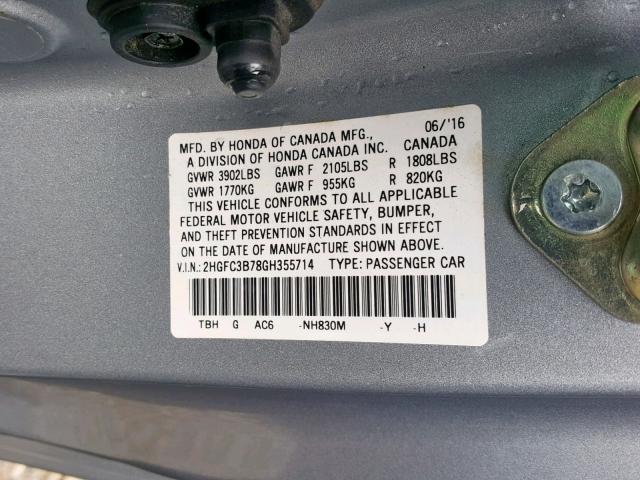 MFD. BY HONDA OF CANADA MFG., 06/'16
A DIVISION OF HONDA CANADA INC. CANADA
GVWR 3902LBS GAWR F 2105LBS R 1808LBS
GVWR 1770KG GAWR F 955KG R 820KG
THIS VEHICLE CONFORMS TO ALL APPLICABLE
FEDERAL MOTOR VEHICLE SAFETY, BUMPER,
AND THEFT PREVENTION STANDARDS IN EFFECT
ON THE DATE OF MANUFACTURE SHOWN ABOVE.
V.I.N.: 2HGFC3B78GH355714 TYPE: PASSENGER CAR
TBH G AC6 -NH830M -Y -H